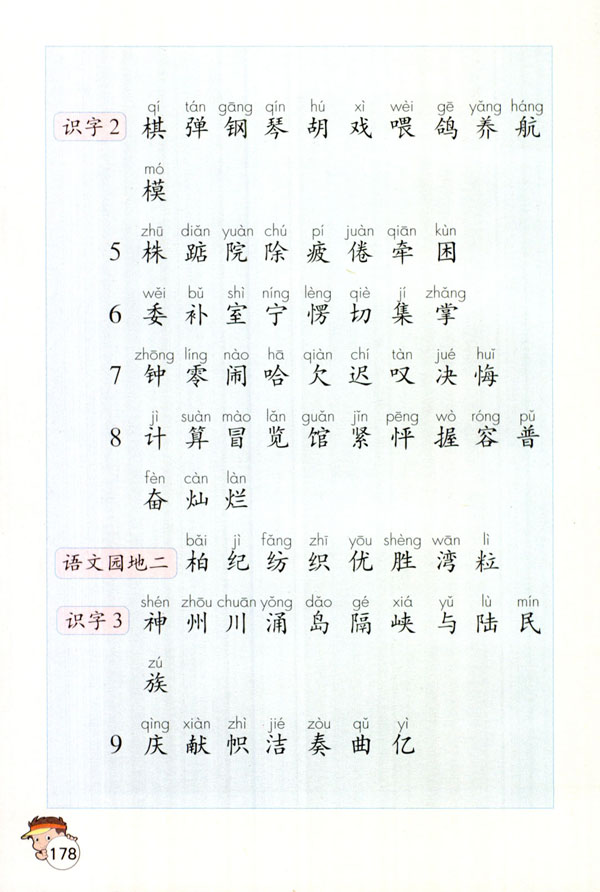 qí tán gāng qín hú xì wèi gē yǎng háng
识字2 棋 弹 钢 琴 胡 戏 喂 鸽 养 航
mó
模
zhū diǎn yuàn chú pí juàn qiān kùn
5 株 踮 院 除 疲 倦 牵 困
wěi bǔ shì níng lèng qiè jí zhǎng
6 委 补 室 宁 愣 切 集 掌
zhōng líng nào hā qiàn chí tàn jué huǐ
7 钟 零 闹 哈 欠 迟 叹 决 悔
jì suàn mào lǎn guǎn jǐn pēng wò róng pǔ
8 计 算 冒 览 馆 紧 怦 握 容 普
fèn càn làn
奋 灿 烂
bǎi jì fǎng zhī yōu shèng wān lì
语文园地二 柏 纪 纺 织 优 胜 湾 粒
shén zhōu chuān yǒng dǎo gé xiá yǔ lù mín
识字3 神 州 川 涌 岛 隔 峡 与 陆 民
zú
族
qìng xiàn zhì jié zòu qǔ yì
9 庆 献 帜 洁 奏 曲 亿
178